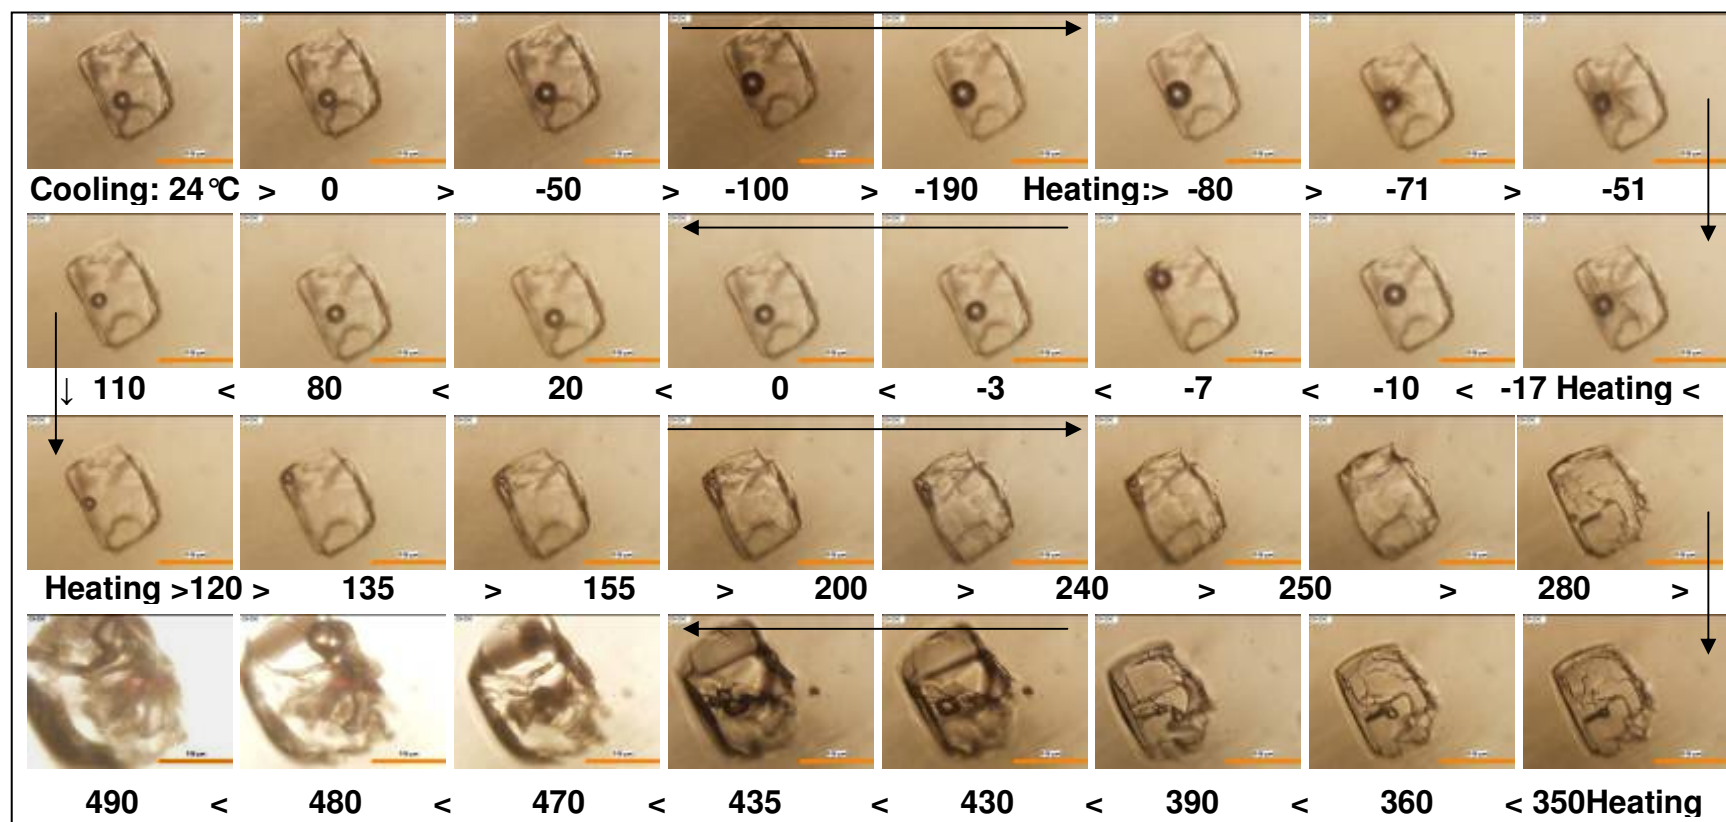 Cooling: 24°C > 0 > -50 > -100 > -190 Heating:> -80 > -71 > -51
↓ 110 < 80 < 20 < 0 < -3 < -7 < -10 < -17 Heating <
Heating >120 > 135 > 155 > 200 > 240 > 250 > 280 >
490 < 480 < 470 < 435 < 430 < 390 < 360 < 350Heating